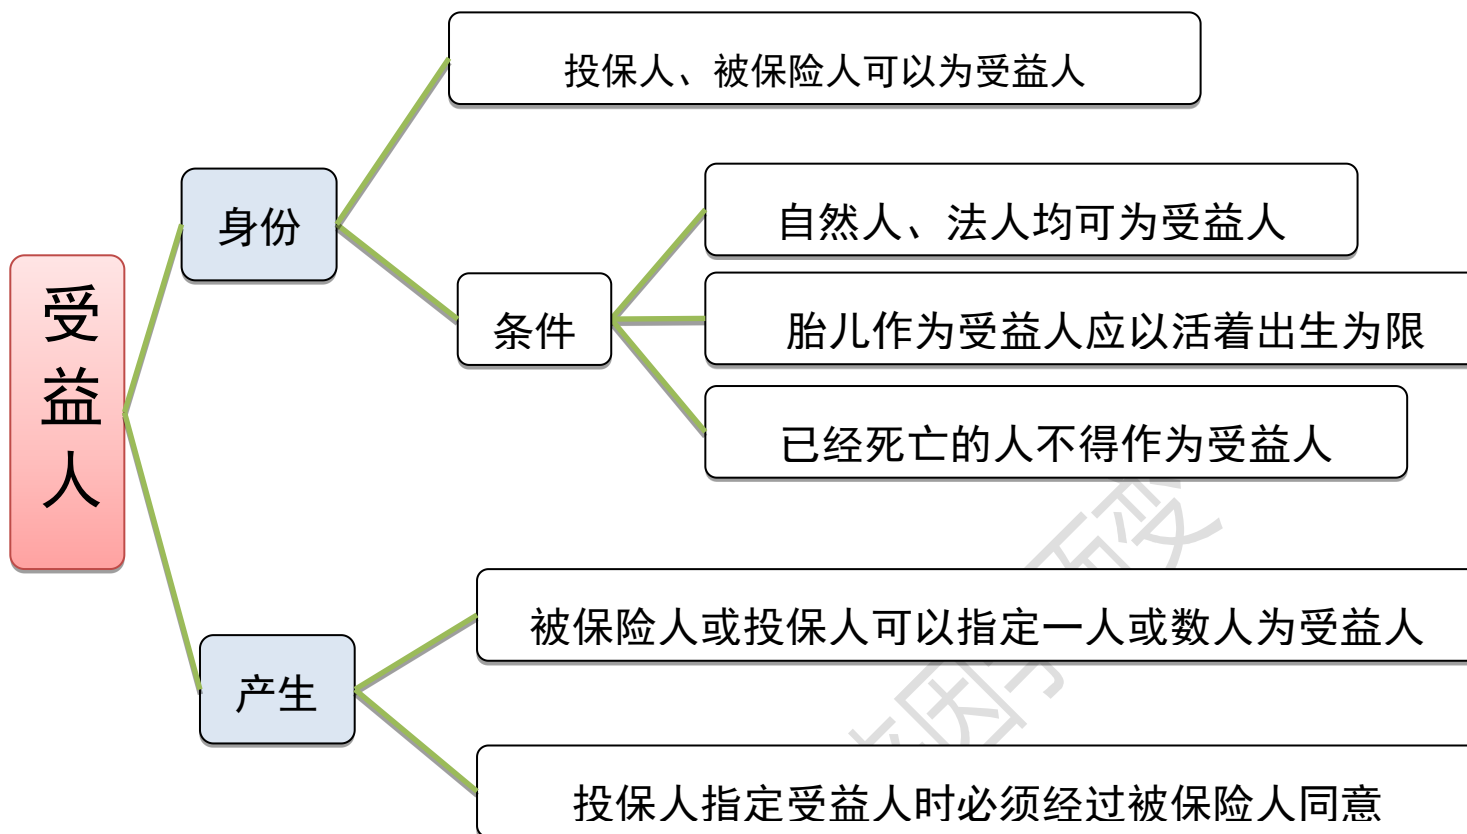 受益人
身份
投保人、被保险人可以为受益人
条件
自然人、法人均可为受益人
胎儿作为受益人应以活着出生为限
已经死亡的人不得作为受益人
产生
被保险人或投保人可以指定一人或数人为受益人
投保人指定受益人时必须经过被保险人同意